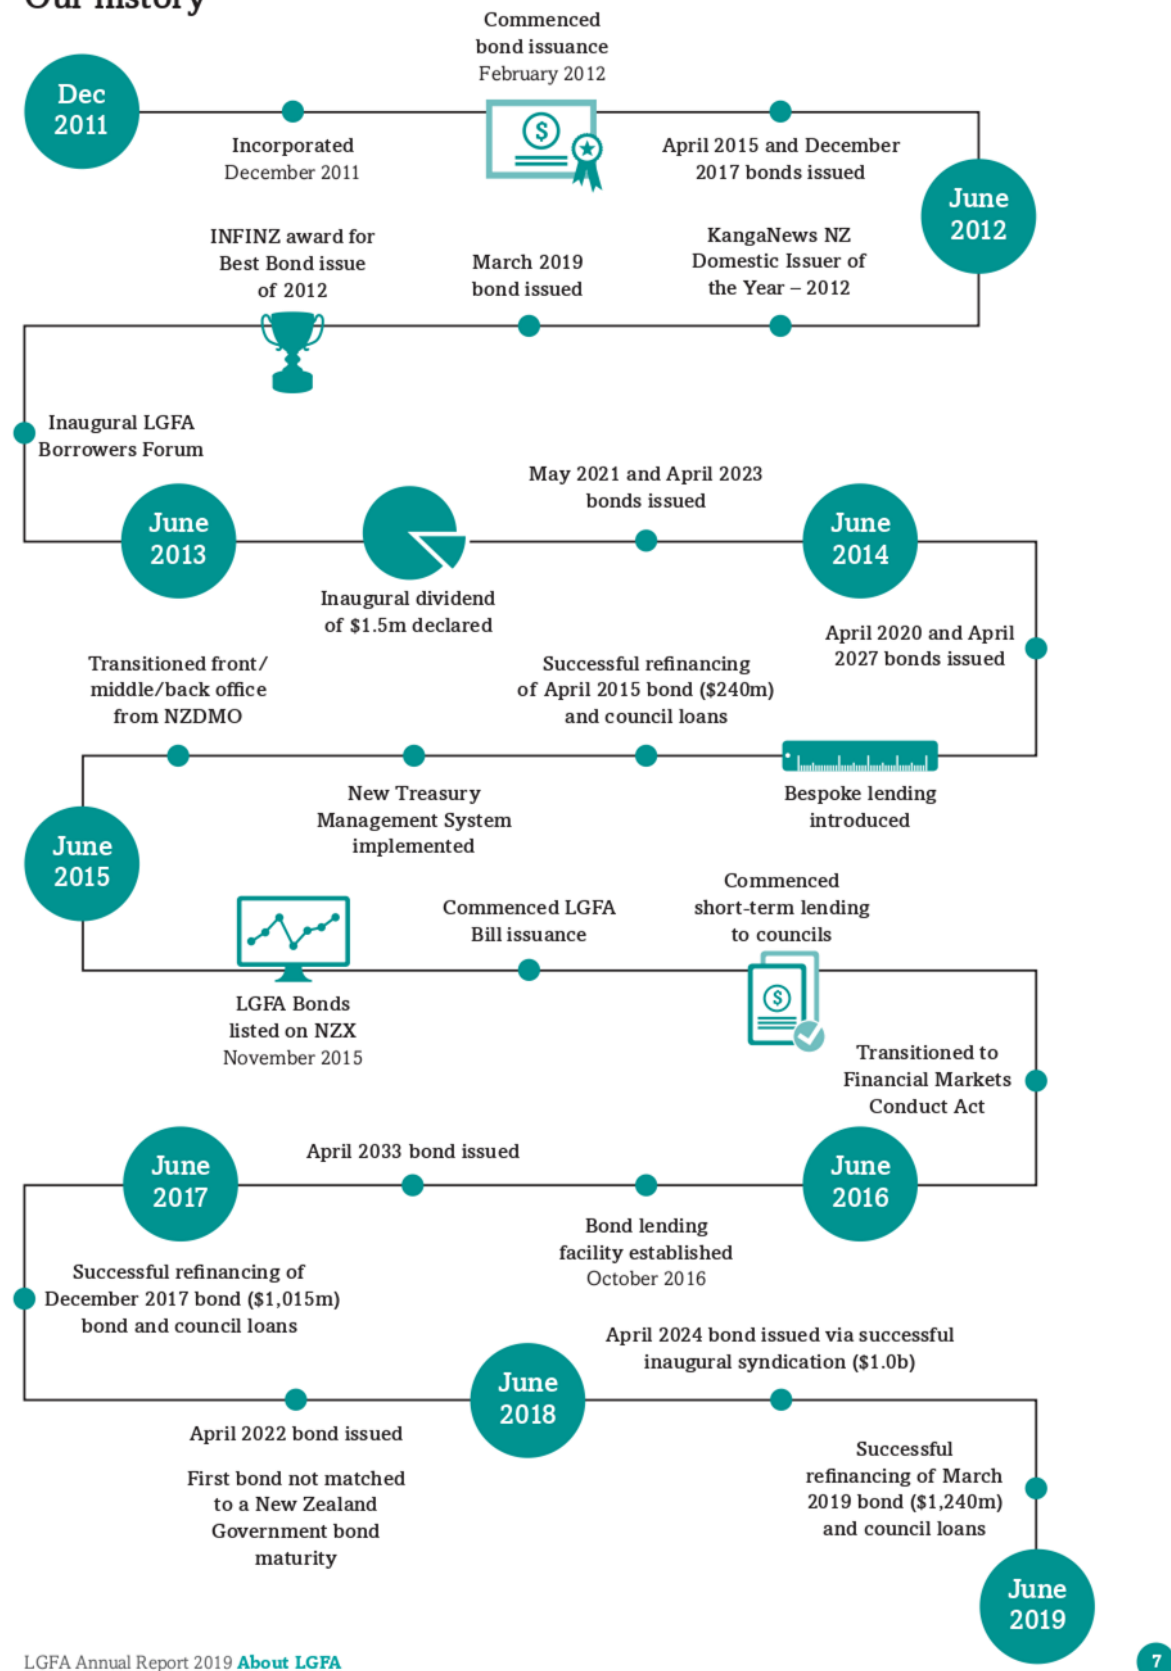 Our history
Dec
2011
Incorporated
December 2011
Commenced
bond issuance
February 2012
$
April 2015 and December
2017 bonds issued
June
2012
KangaNews NZ
Domestic Issuer of
the Year – 2012
March 2019
bond issued
INFINZ award for
Best Bond issue
of 2012
Inaugural LGFA
Borrowers Forum
June
2013
Inaugural dividend
of $1.5m declared
May 2021 and April 2023
bonds issued
June
2014
April 2020 and April
2027 bonds issued
Bespoke lending
introduced
Successful refinancing
of April 2015 bond ($240m)
and council loans
New Treasury
Management System
implemented
Transitioned front/
middle/back office
from NZDMO
June
2015
LGFA Bonds
listed on NZX
November 2015
Commenced LGFA
Bill issuance
Commenced
short-term lending
to councils
$
Transitioned to
Financial Markets
Conduct Act
June
2016
Bond lending
facility established
October 2016
April 2033 bond issued
June
2017
Successful refinancing of
December 2017 bond ($1,015m)
bond and council loans
April 2022 bond issued
First bond not matched
to a New Zealand
Government bond
maturity
June
2018
April 2024 bond issued via successful
inaugural syndication ($1.0b)
Successful
refinancing of March
2019 bond ($1,240m)
and council loans
June
2019
LGFA Annual Report 2019 About LGFA
7